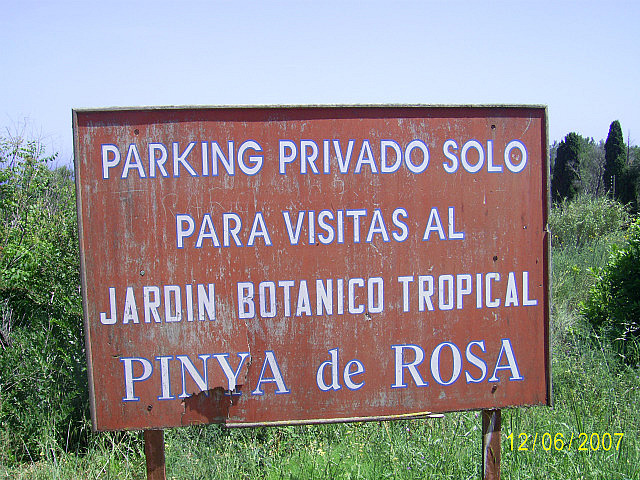 PARKING PRIVADO SOLO
PARA VISITAS AL
JARDIN BOTANICO TROPICAL
PINYA de ROSA
12/06/2007